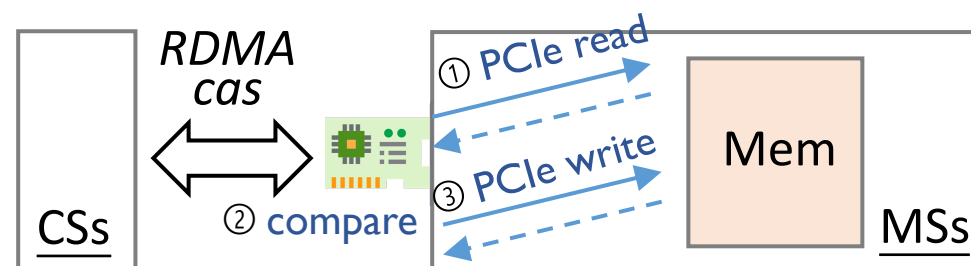 RDMA
cas
① PCIe read
Mem
③ PCIe write
② compare
CSs
MSs